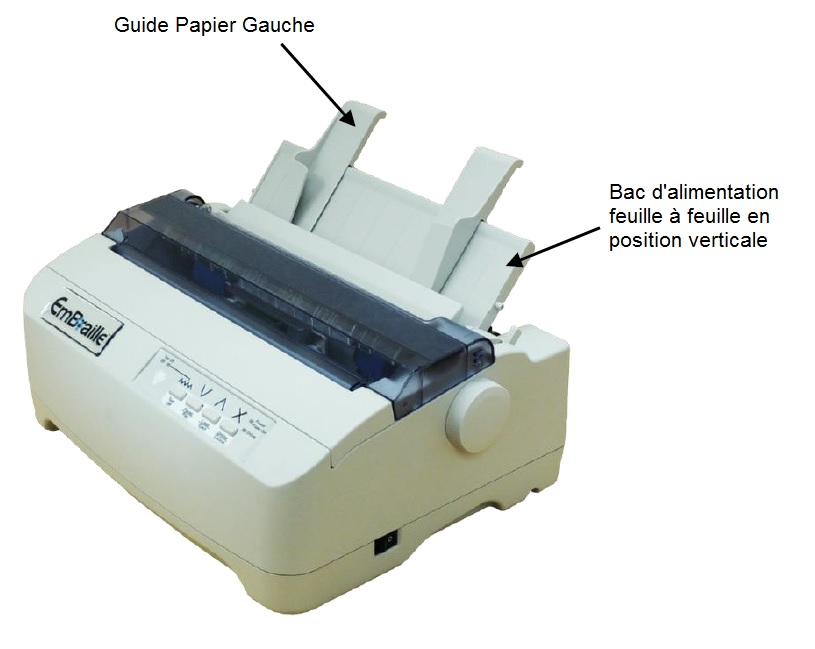 Guide Papier Gauche
Bac d'alimentation
feuille à feuille en
position verticale
EmBraille